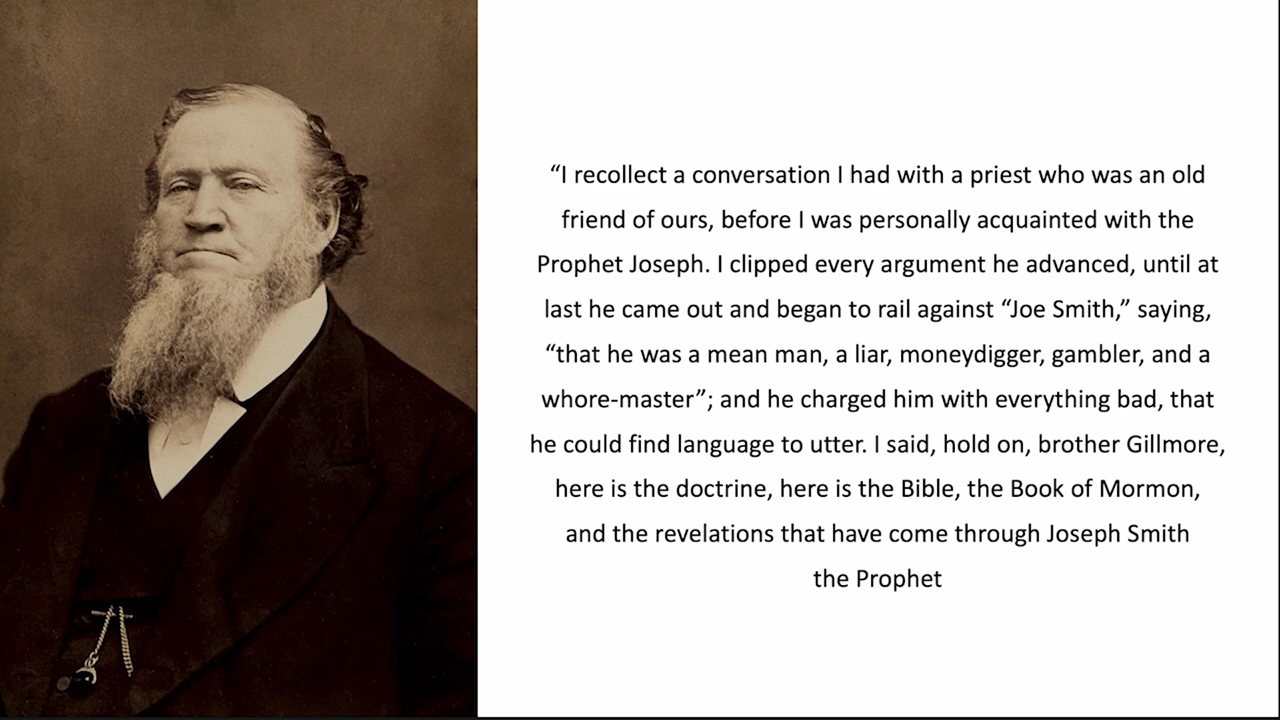 “I recollect a conversation I had with a priest who was an old
friend of ours, before I was personally acquainted with the
Prophet Joseph. I clipped every argument he advanced, until at
last he came out and began to rail against “Joe Smith,” saying,
“that he was a mean man, a liar, moneydigger, gambler, and a
whore-master”; and he charged him with everything bad, that
he could find language to utter. I said, hold on, brother Gillmore,
here is the doctrine, here is the Bible, the Book of Mormon,
and the revelations that have come through Joseph Smith
the Prophet